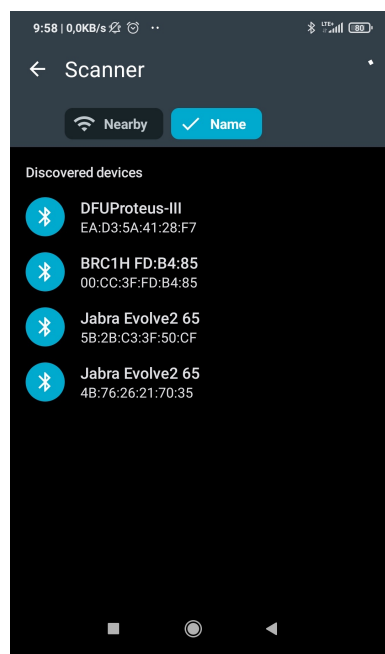 9:58 | 0,0KB/s
LTE+
80
Scanner
Nearby
Name
Discovered devices
DFUProteus-III
EA:D3:5A:41:28:F7
BRC1H FD:B4:85
00:CC:3F:FD:B4:85
Jabra Evolve2 65
5B:2B:C3:3F:50:CF
Jabra Evolve2 65
4B:76:26:21:70:35